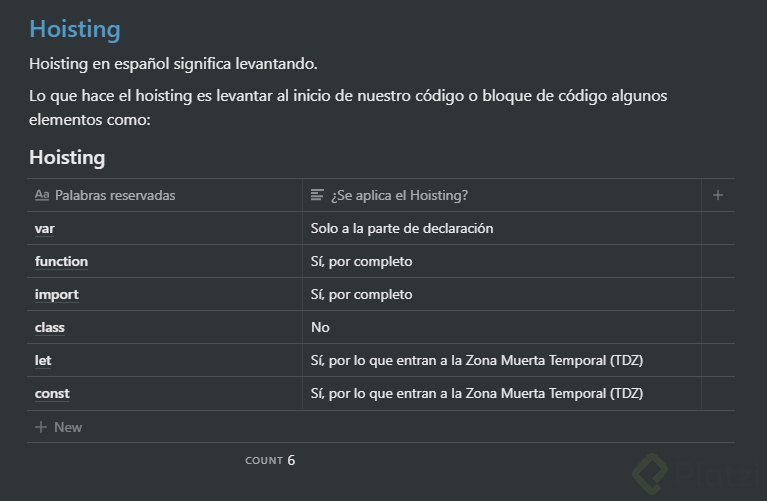 Hoisting
Hoisting en español significa levantando.
Lo que hace el hoisting es levantar al inicio de nuestro código o bloque de código algunos
elementos como:
Hoisting
Aa Palabras reservadas ¿Se aplica el Hoisting? +
var Solo a la parte de declaración
function Sí, por completo
import Sí, por completo
class No
let Sí, por lo que entran a la Zona Muerta Temporal (TDZ)
const Sí, por lo que entran a la Zona Muerta Temporal (TDZ)
+ New
COUNT 6
Platzi